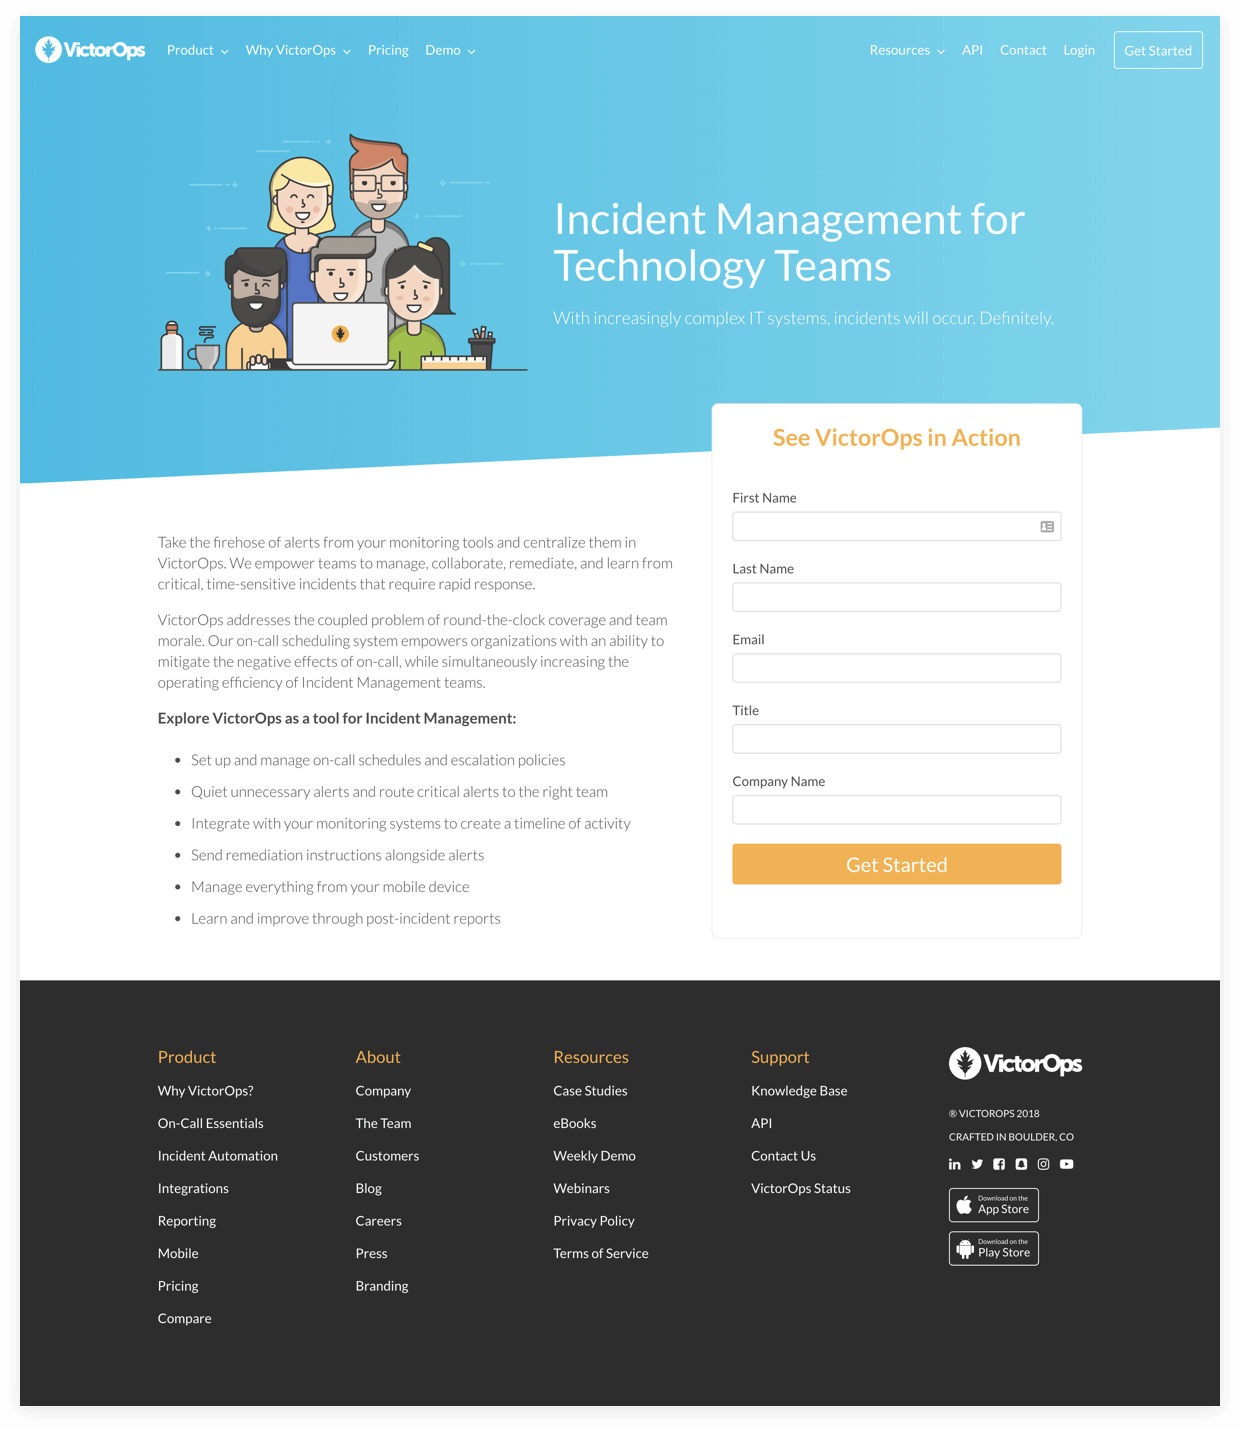 VictorOps
Product
Why VictorOps
Pricing
Demo
Resources
API
Contact
Login
Get Started
Incident Management for
Technology Teams
With increasingly complex IT systems, incidents will occur. Definitely.
Take the firehose of alerts from your monitoring tools and centralize them in
VictorOps. We empower teams to manage, collaborate, remediate, and learn from
critical, time-sensitive incidents that require rapid response.
VictorOps addresses the coupled problem of round-the-clock coverage and team
morale. Our on-call scheduling system empowers organizations with an ability to
mitigate the negative effects of on-call, while simultaneously increasing the
operating efficiency of Incident Management teams.
Explore VictorOps as a tool for Incident Management:
Set up and manage on-call schedules and escalation policies
Quiet unnecessary alerts and route critical alerts to the right team
Integrate with your monitoring systems to create a timeline of activity
Send remediation instructions alongside alerts
Manage everything from your mobile device
Learn and improve through post-incident reports
See VictorOps in Action
First Name
Last Name
Email
Title
Company Name
Get Started
Product
Why VictorOps?
On-Call Essentials
Incident Automation
Integrations
Reporting
Mobile
Pricing
Compare
About
Company
The Team
Customers
Blog
Careers
Press
Branding
Resources
Case Studies
eBooks
Weekly Demo
Webinars
Privacy Policy
Terms of Service
Support
Knowledge Base
API
Contact Us
VictorOps Status
VictorOps
® VICTOROPS 2018
CRAFTED IN BOULDER, CO
Download on the
App Store
Download on the
Play Store